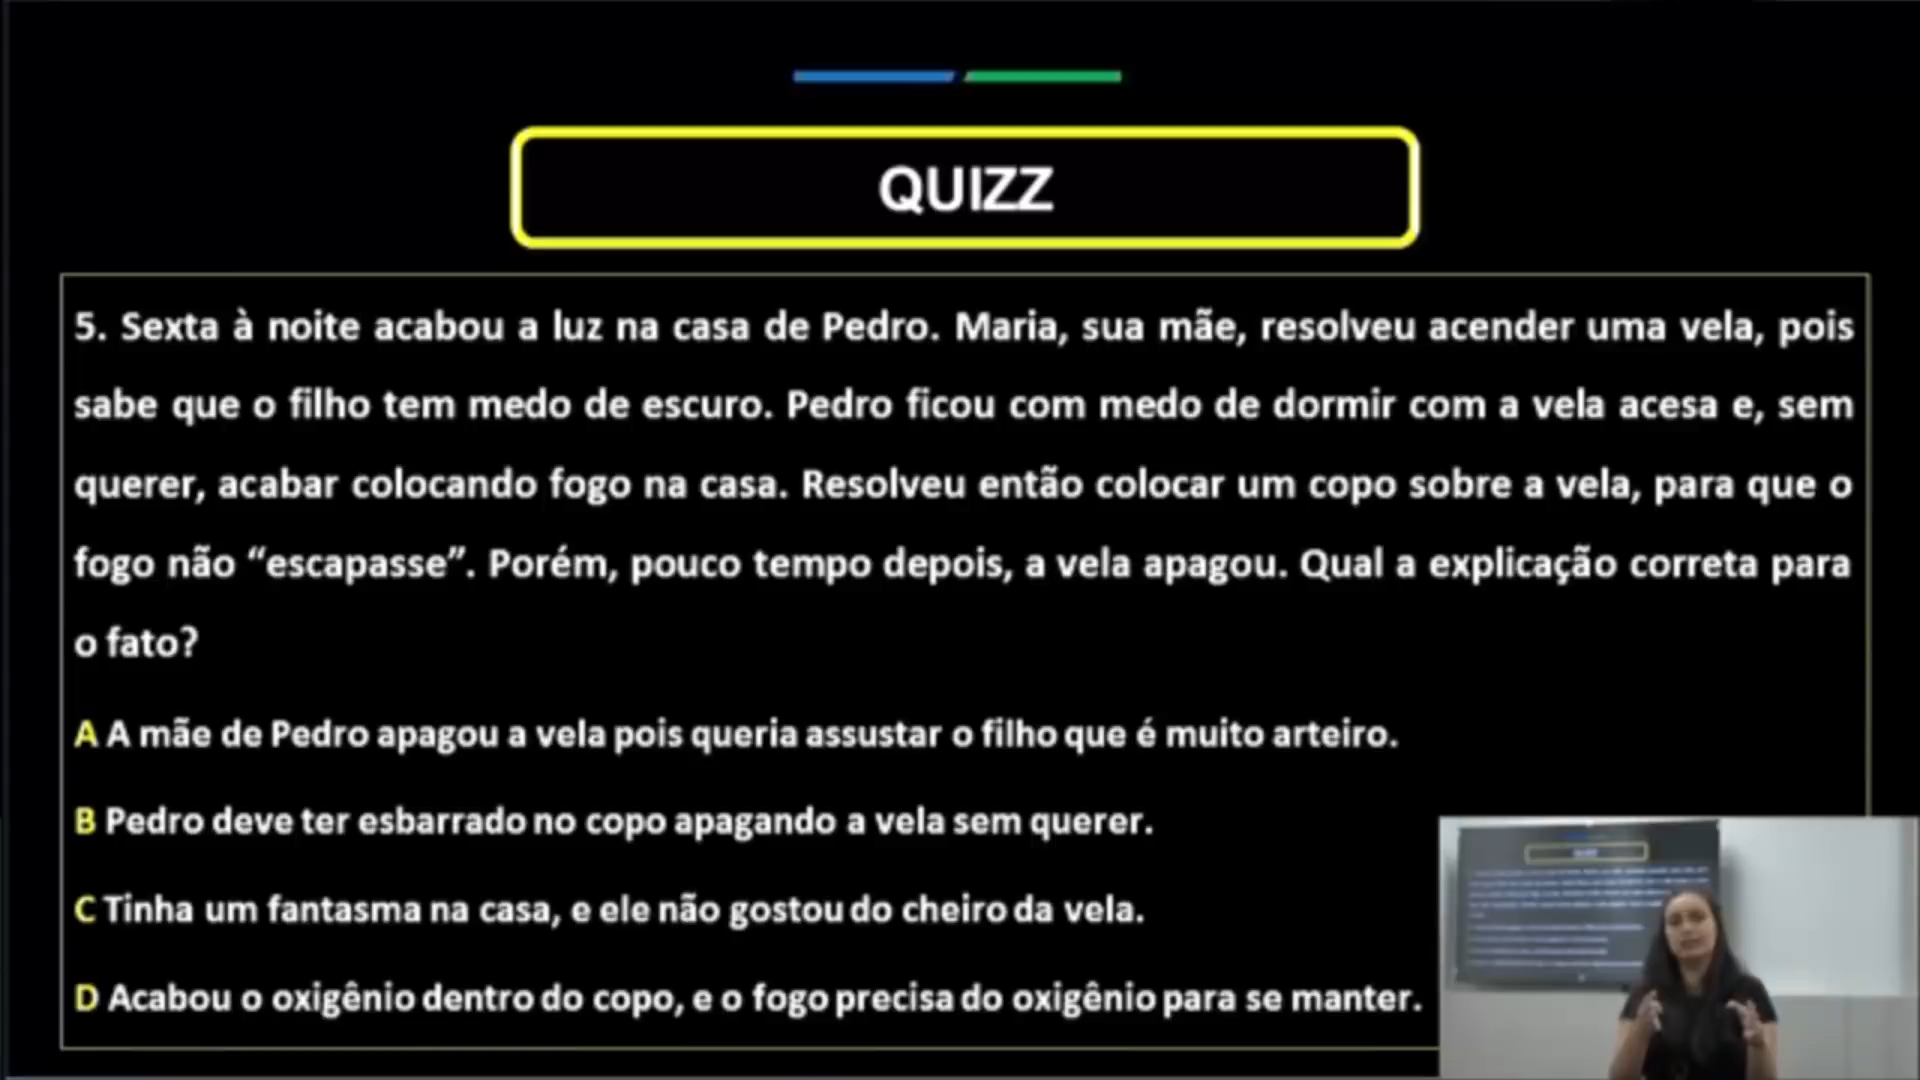 QUIZZ
5. Sexta à noite acabou a luz na casa de Pedro. Maria, sua mãe, resolveu acender uma vela, pois
sabe que o filho tem medo de escuro. Pedro ficou com medo de dormir com a vela acesa e, sem
querer, acabar colocando fogo na casa. Resolveu então colocar um copo sobre a vela, para que o
fogo não “escapasse”. Porém, pouco tempo depois, a vela apagou. Qual a explicação correta para
o fato?
A A mãe de Pedro apagou a vela pois queria assustar o filho que é muito arteiro.
B Pedro deve ter esbarrado no copo apagando a vela sem querer.
C Tinha um fantasma na casa, e ele não gostou do cheiro da vela.
D Acabou o oxigênio dentro do copo, e o fogo precisa do oxigênio para se manter.